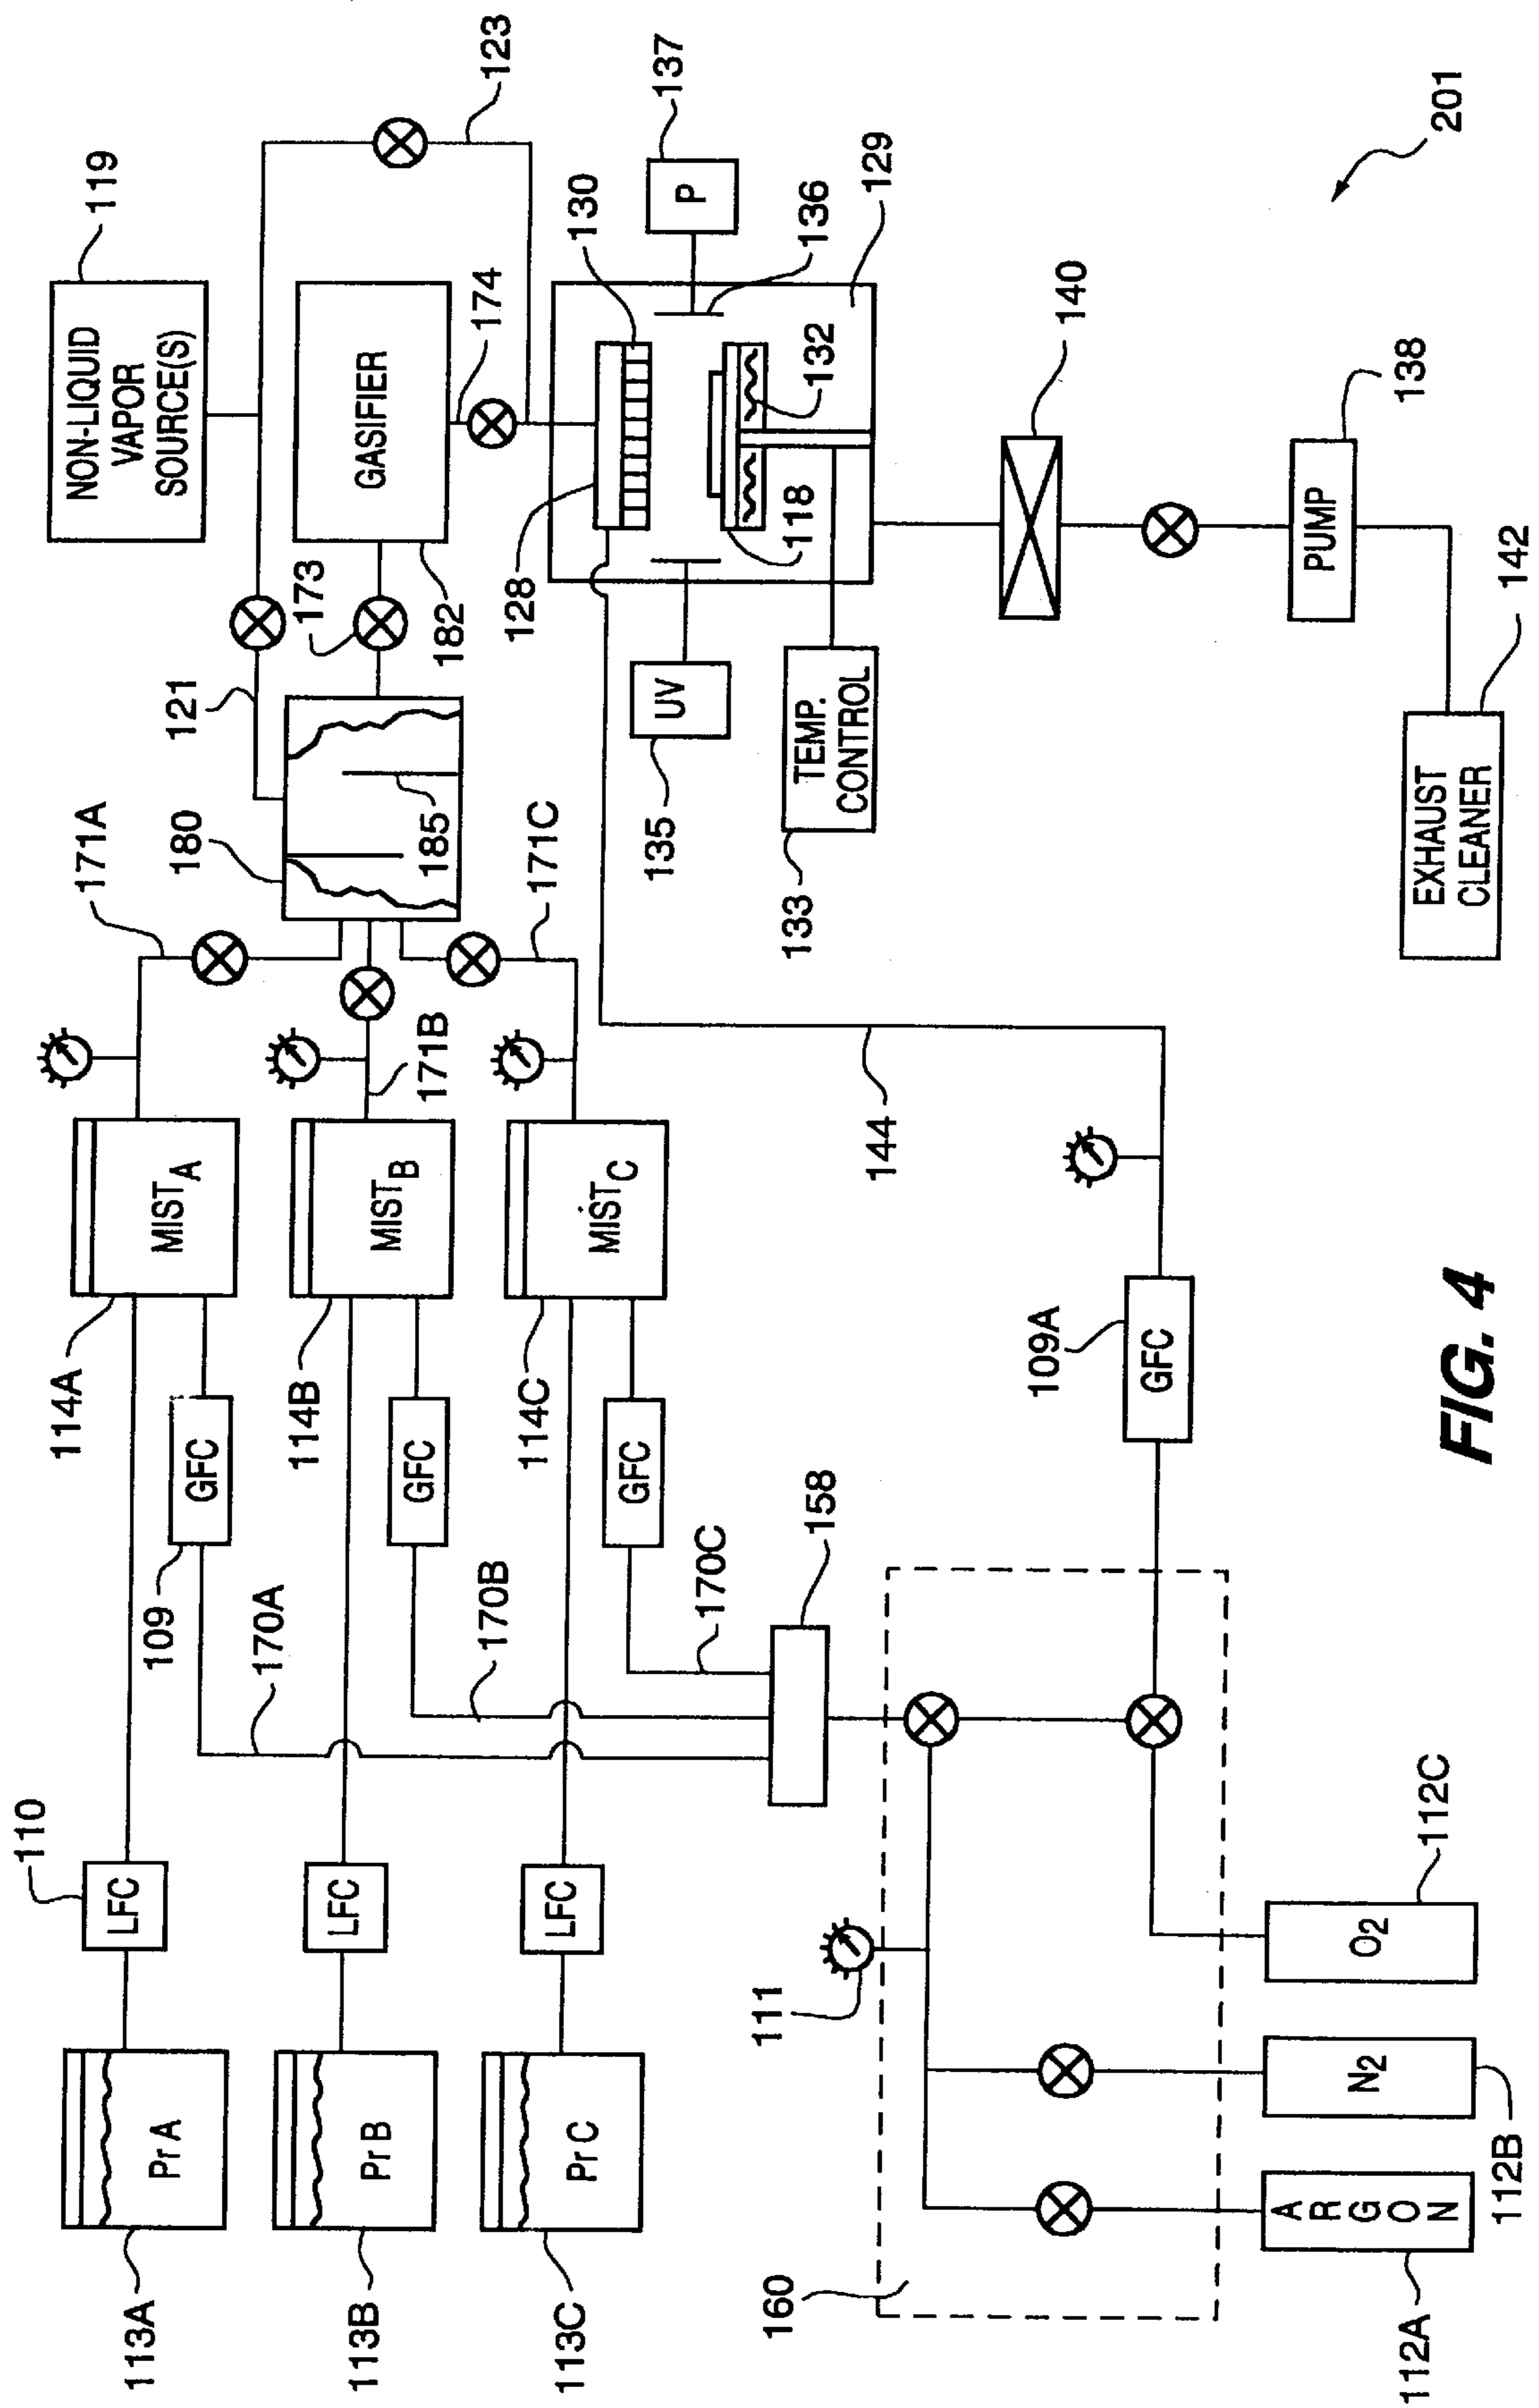 119
NON-LIQUID
VAPOR
SOURCE(S)
123
121
173
GASIFIER
182
174
180
185
171A
171B
171C
MIST A
MIST B
MIST C
114A
114B
114C
109
GFC
GFC
GFC
110
LFC
LFC
LFC
PrA
PrB
PrC
113A
113B
113C
170A
170B
170C
158
128
130
P
137
136
129
118
132
UV
135
TEMP.
CONTROL
133
144
140
PUMP
138
EXHAUST
CLEANER
142
201
109A
GFC
111
160
ARGON
112A
N2
112B
O2
112C
FIG. 4